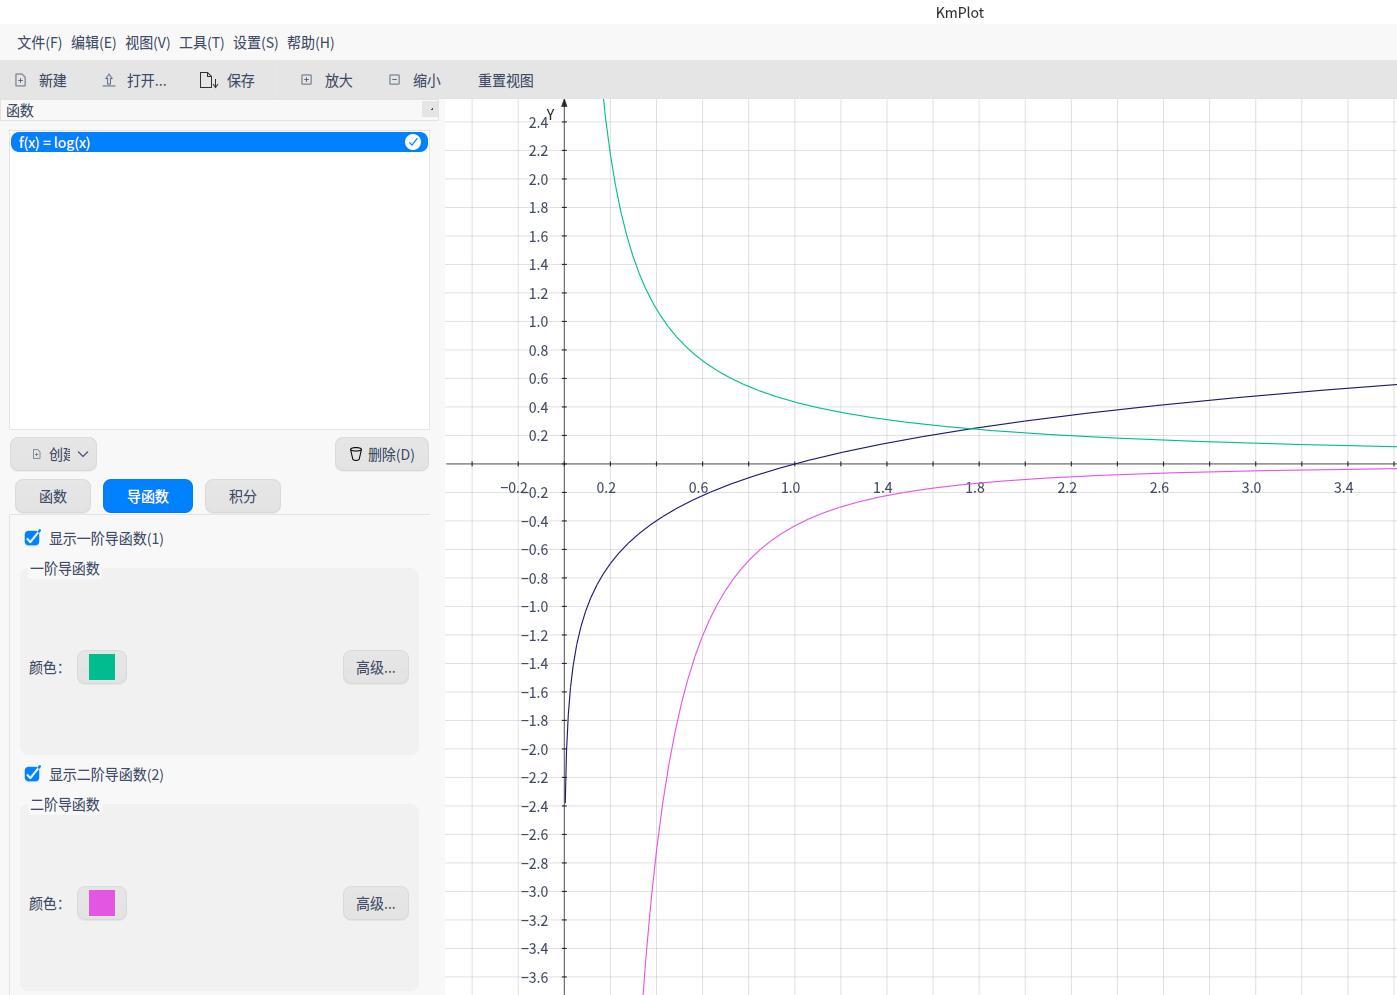 KmPlot
文件(F) 编辑(E) 视图(V) 工具(T) 设置(S) 帮助(H)
新建 打开... 保存 放大 缩小 重置视图
函数
f(x) = log(x)
创建
删除(D)
函数 导函数 积分
显示一阶导函数(1)
一阶导函数
颜色：
高级...
显示二阶导函数(2)
二阶导函数
颜色：
高级...
Y
2.4
2.2
2.0
1.8
1.6
1.4
1.2
1.0
0.8
0.6
0.4
0.2
−0.2 0.2 0.6 1.0 1.4 1.8 2.2 2.6 3.0 3.4
−0.2
−0.4
−0.6
−0.8
−1.0
−1.2
−1.4
−1.6
−1.8
−2.0
−2.2
−2.4
−2.6
−2.8
−3.0
−3.2
−3.4
−3.6